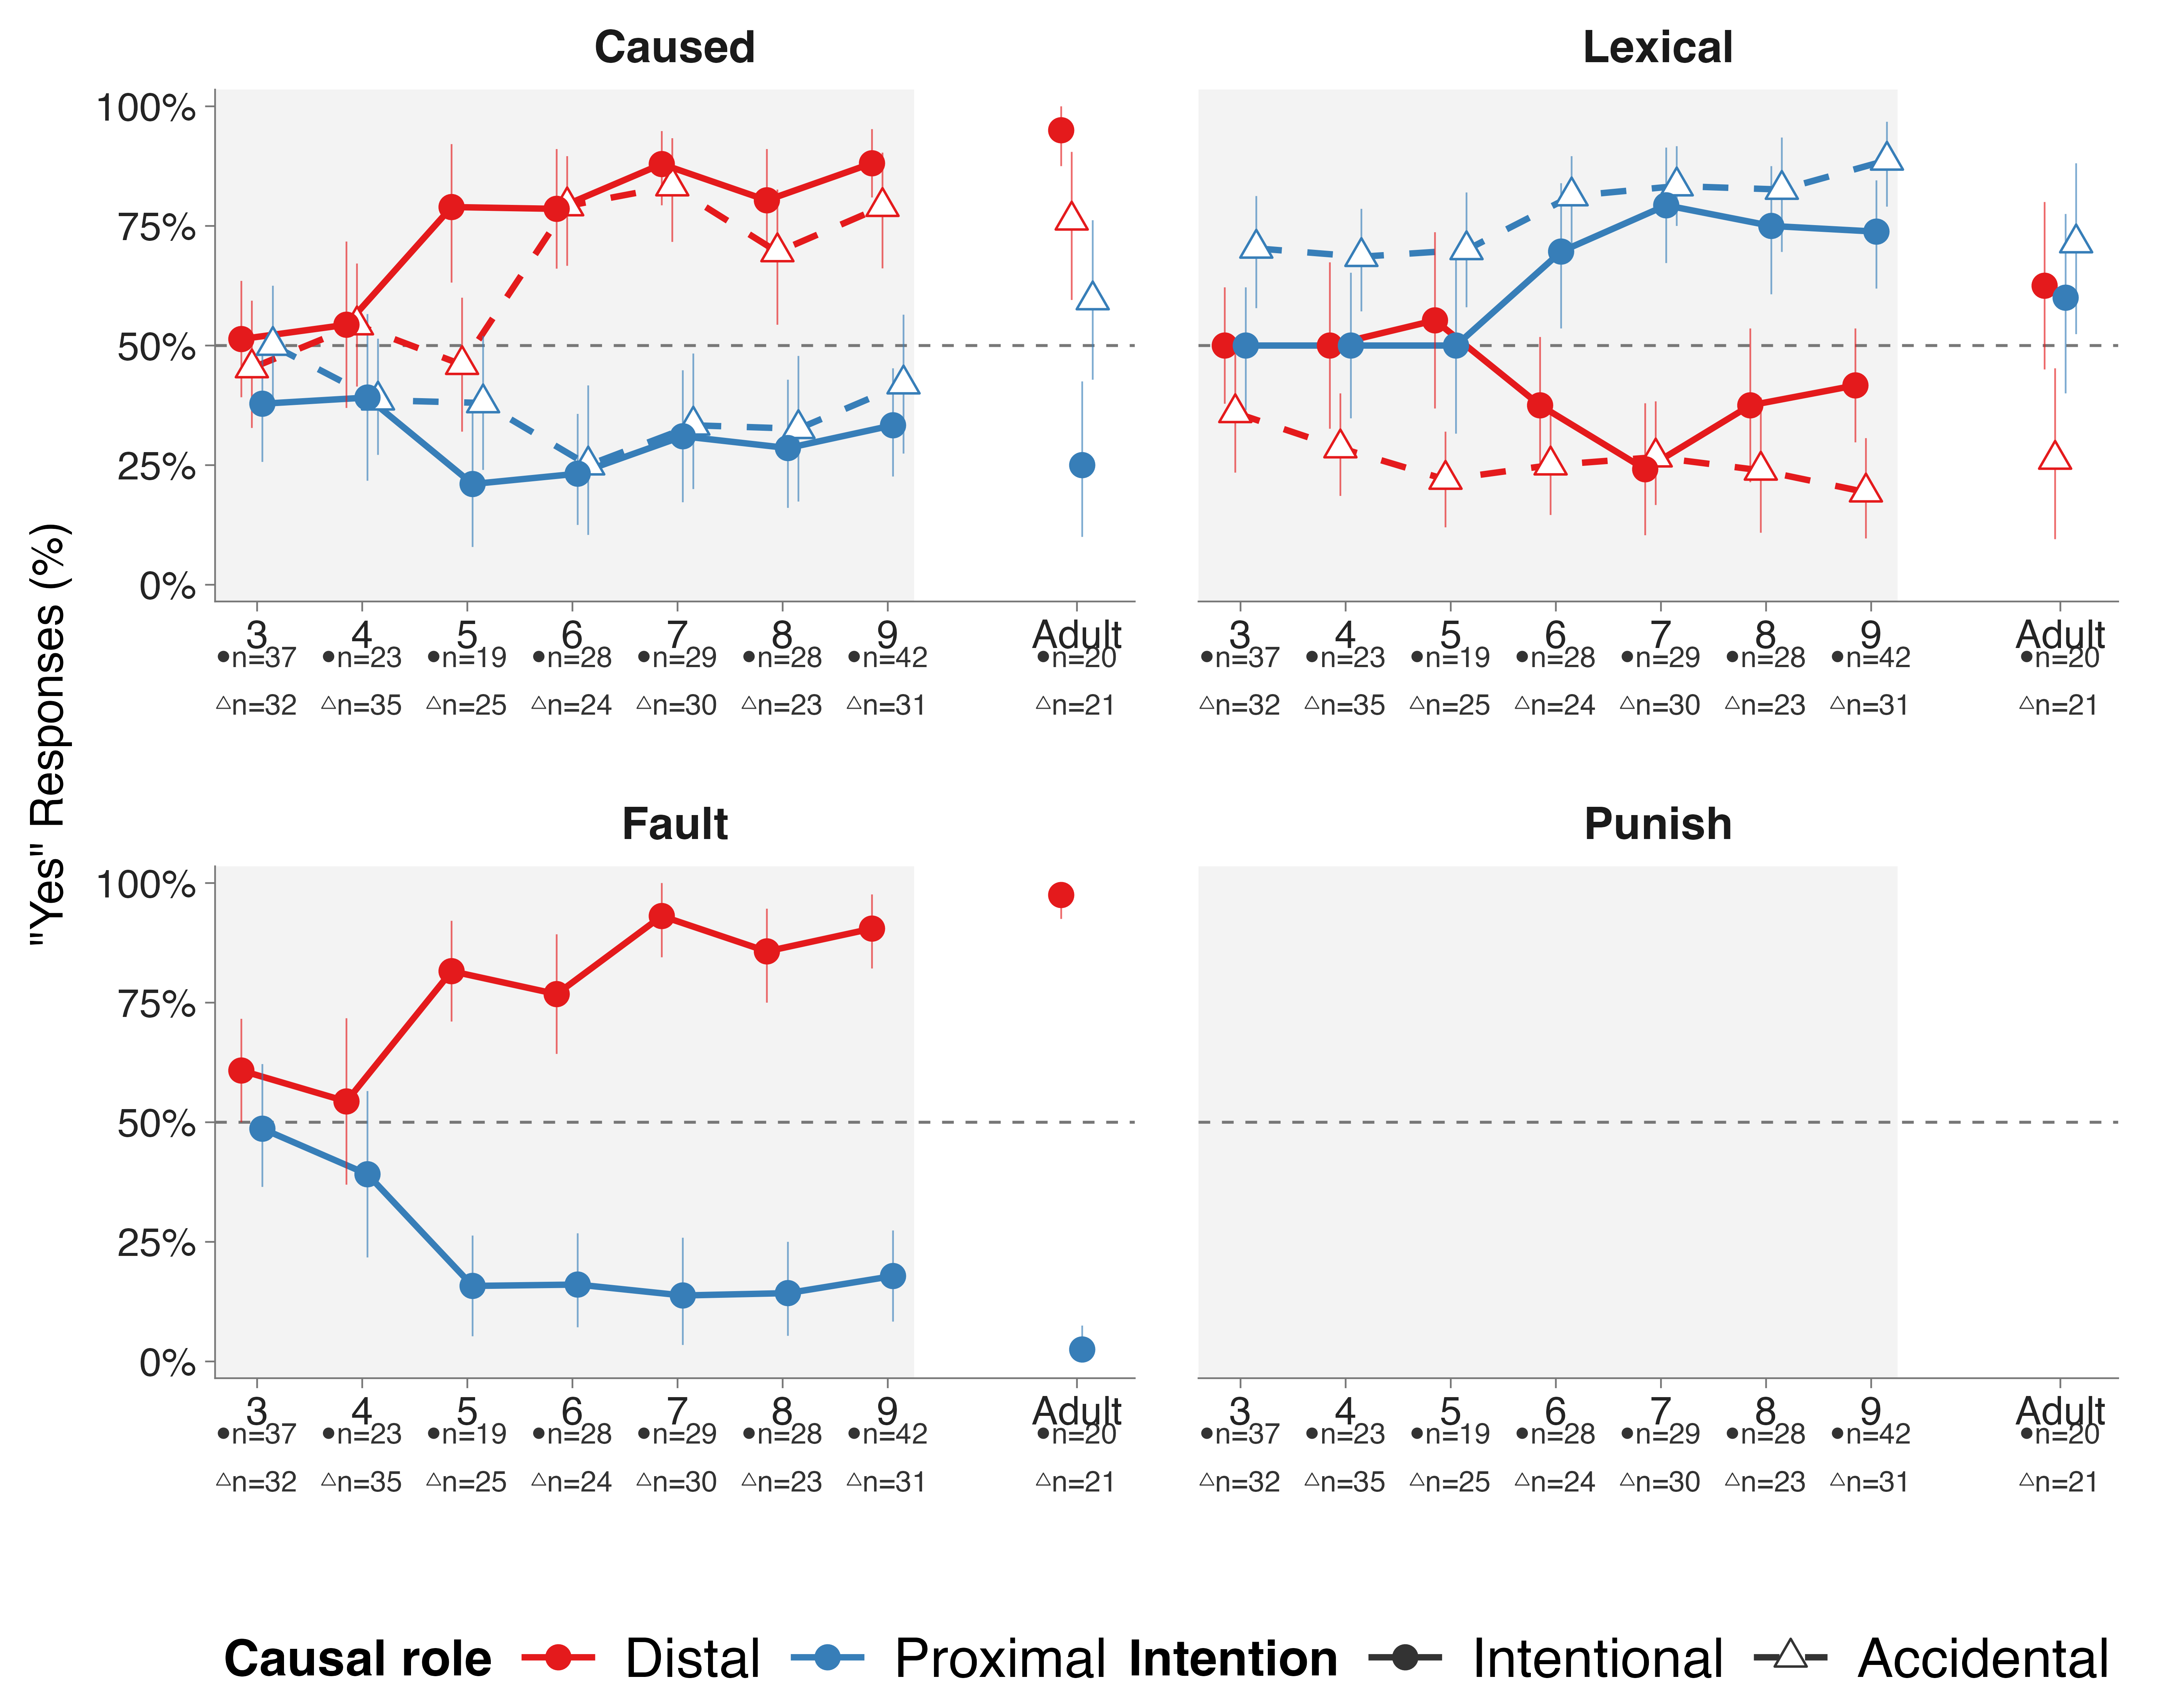 Caused
Lexical
"Yes" Responses (%)
100%
75%
50%
25%
0%
3 4 5 6 7 8 9 Adult
●n=37 ●n=23 ●n=19 ●n=28 ●n=29 ●n=28 ●n=42 ●n=20
△n=32 △n=35 △n=25 △n=24 △n=30 △n=23 △n=31 △n=21
3 4 5 6 7 8 9 Adult
●n=37 ●n=23 ●n=19 ●n=28 ●n=29 ●n=28 ●n=42 ●n=20
△n=32 △n=35 △n=25 △n=24 △n=30 △n=23 △n=31 △n=21
Fault
Punish
100%
75%
50%
25%
0%
3 4 5 6 7 8 9 Adult
●n=37 ●n=23 ●n=19 ●n=28 ●n=29 ●n=28 ●n=42 ●n=20
△n=32 △n=35 △n=25 △n=24 △n=30 △n=23 △n=31 △n=21
3 4 5 6 7 8 9 Adult
●n=37 ●n=23 ●n=19 ●n=28 ●n=29 ●n=28 ●n=42 ●n=20
△n=32 △n=35 △n=25 △n=24 △n=30 △n=23 △n=31 △n=21
Causal role Distal Proximal Intention Intentional Accidental